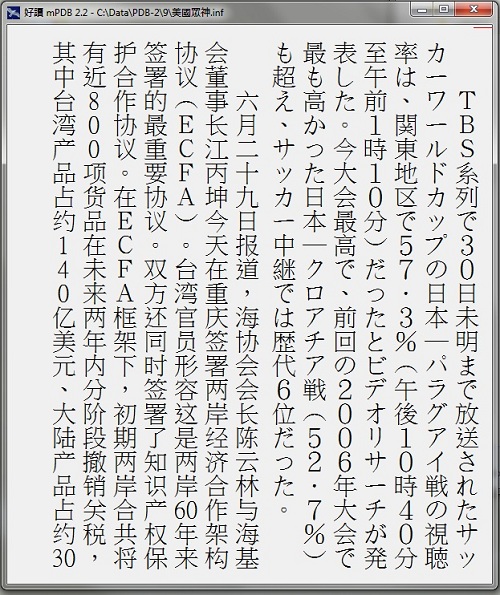 好讀 mPDB 2.2 - C:\Data\PDB-2\9\美國眾神.inf
ＴＢＳ系列で３０日未明まで放送されたサッ
カーワールドカップの日本―パラグアイ戦の視聴
率は、関東地区で５７・３％（午後１０時４０分
至午前１時１０分）だったとビデオリサーチが発
表した。今大会最高で、前回の２００６年大会で
最も高かった日本―クロアチア戦（５２・７％）
も超え、サッカー中継では歴代６位だった。
六月二十九日报道，海协会会长陈云林与海基
会董事长江丙坤今天在重庆签署两岸经济合作架构
协议（ＥＣＦＡ）。台湾官员形容这是两岸60年来
签署的最重要协议。双方还同时签署了知识产权保
护合作协议。在ＥＣＦＡ框架下，初期两岸合共将
有近８００项货品在未来两年内分阶段撤销关税，
其中台湾产品占约１４０亿美元、大陆产品占约30